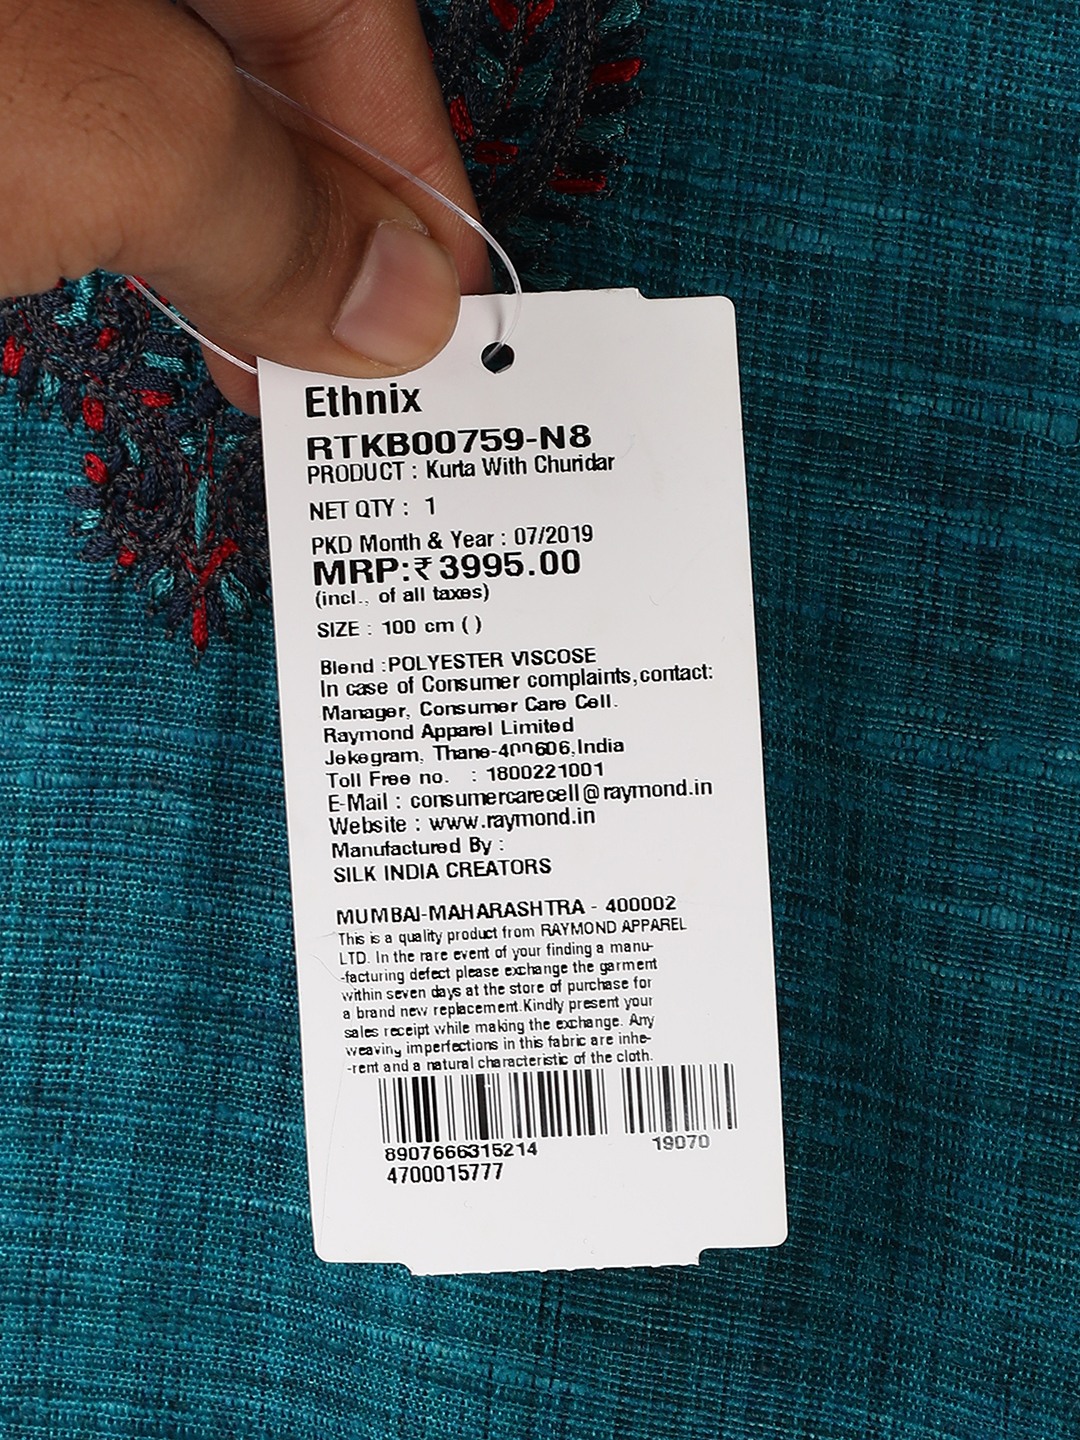 Ethnix
RTKB00759-N8
PRODUCT : Kurta With Churidar
NET QTY : 1
PKD Month & Year : 07/2019
MRP:₹ 3995.00
(incl., of all taxes)
SIZE : 100 cm ( )
Blend :POLYESTER VISCOSE
In case of Consumer complaints,contact:
Manager, Consumer Care Cell.
Raymond Apparel Limited
Jekegram, Thane-400606,India
Toll Free no. : 1800221001
E-Mail : consumercarecell@raymond.in
Website : www.raymond.in
Manufactured By :
SILK INDIA CREATORS
MUMBAI-MAHARASHTRA - 400002
This is a quality product from RAYMOND APPAREL
LTD. In the rare event of your finding a manu-
-facturing defect please exchange the garment
within seven days at the store of purchase for
a brand new replacement.Kindly present your
sales receipt while making the exchange. Any
weaving imperfections in this fabric are inhe-
-rent and a natural characteristic of the cloth.
8907666315214 19070
4700015777